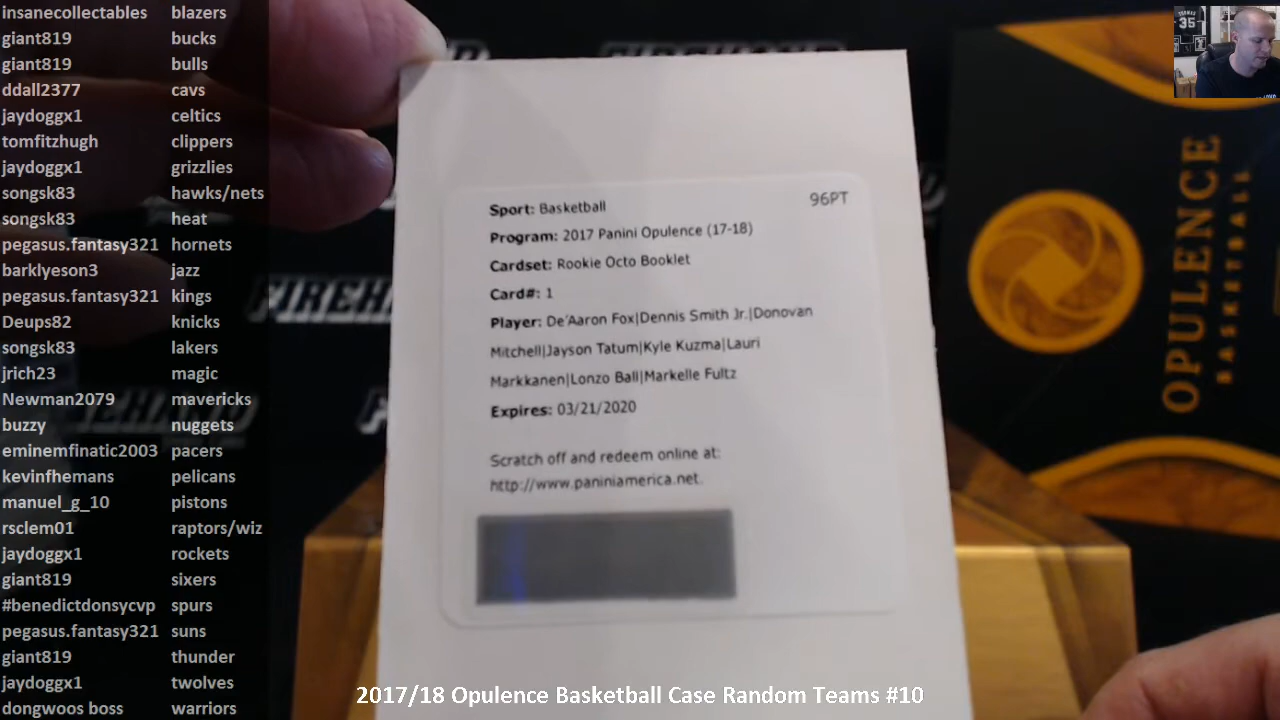 insanecollectables blazers
giant819 bucks
giant819 bulls
ddall2377 cavs
jaydoggx1 celtics
tomfitzhugh clippers
jaydoggx1 grizzlies
songsk83 hawks/nets
songsk83 heat
pegasus.fantasy321 hornets
barklyeson3 jazz
pegasus.fantasy321 kings
Deups82 knicks
songsk83 lakers
jrich23 magic
Newman2079 mavericks
buzzy nuggets
eminemfinatic2003 pacers
kevinfhemans pelicans
manuel_g_10 pistons
rsclem01 raptors/wiz
jaydoggx1 rockets
giant819 sixers
#benedictdonsycvp spurs
pegasus.fantasy321 suns
giant819 thunder
jaydoggx1 twolves
dongwoos boss warriors
Sport: Basketball 96PT
Program: 2017 Panini Opulence (17-18)
Cardset: Rookie Octo Booklet
Card#: 1
Player: De'Aaron Fox|Dennis Smith Jr.|Donovan
Mitchell|Jayson Tatum|Kyle Kuzma|Lauri
Markkanen|Lonzo Ball|Markelle Fultz
Expires: 03/21/2020
Scratch off and redeem online at:
http://www.paniniamerica.net.
OPULENCE
BASKETBALL
35
2017/18 Opulence Basketball Case Random Teams #10